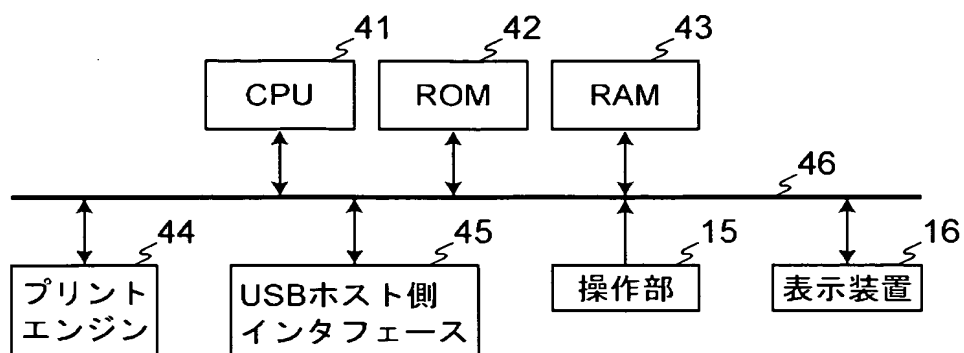 41
42
43
CPU
ROM
RAM
46
44
45
15
16
プリント
エンジン
USBホスト側
インタフェース
操作部
表示装置